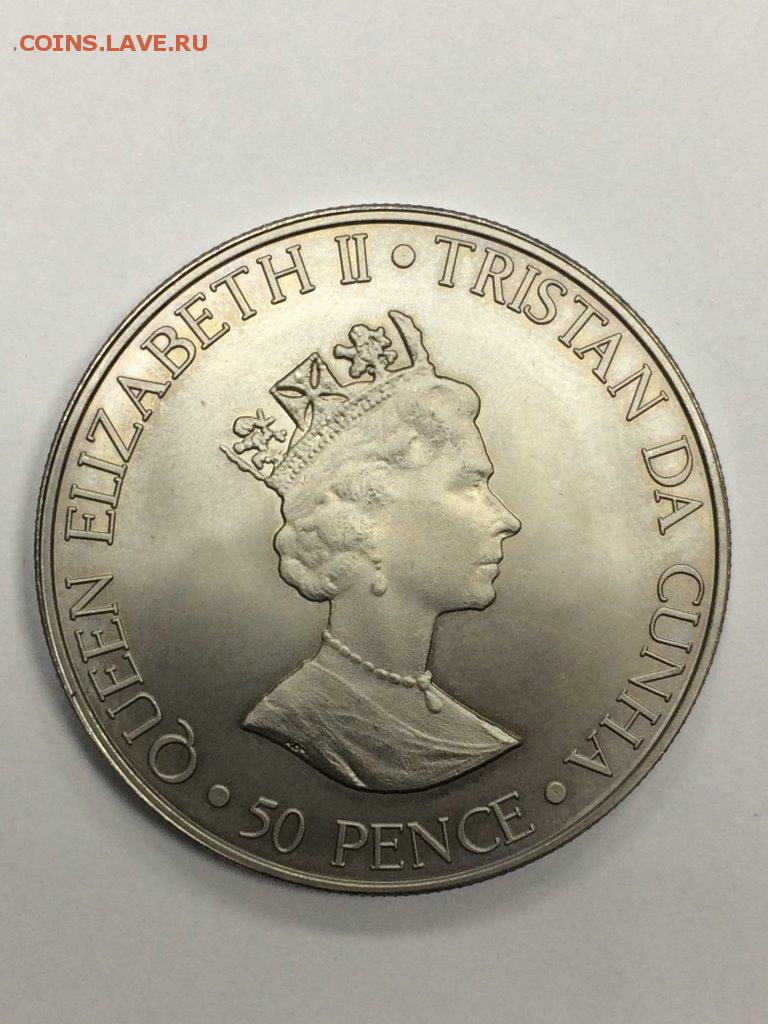 COINS.LAVE.RU
QUEEN ELIZABETH II • TRISTAN DA CUNHA •
50 PENCE •